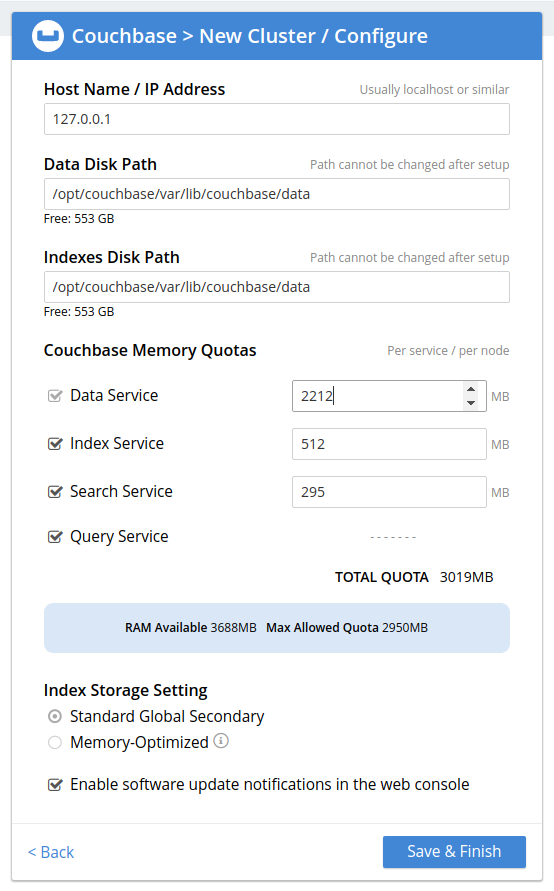 Couchbase > New Cluster / Configure
Host Name / IP Address Usually localhost or similar
127.0.0.1
Data Disk Path Path cannot be changed after setup
/opt/couchbase/var/lib/couchbase/data
Free: 553 GB
Indexes Disk Path Path cannot be changed after setup
/opt/couchbase/var/lib/couchbase/data
Free: 553 GB
Couchbase Memory Quotas Per service / per node
Data Service 2212 MB
Index Service 512 MB
Search Service 295 MB
Query Service -------
TOTAL QUOTA 3019MB
RAM Available 3688MB Max Allowed Quota 2950MB
Index Storage Setting
Standard Global Secondary
Memory-Optimized
Enable software update notifications in the web console
< Back Save & Finish